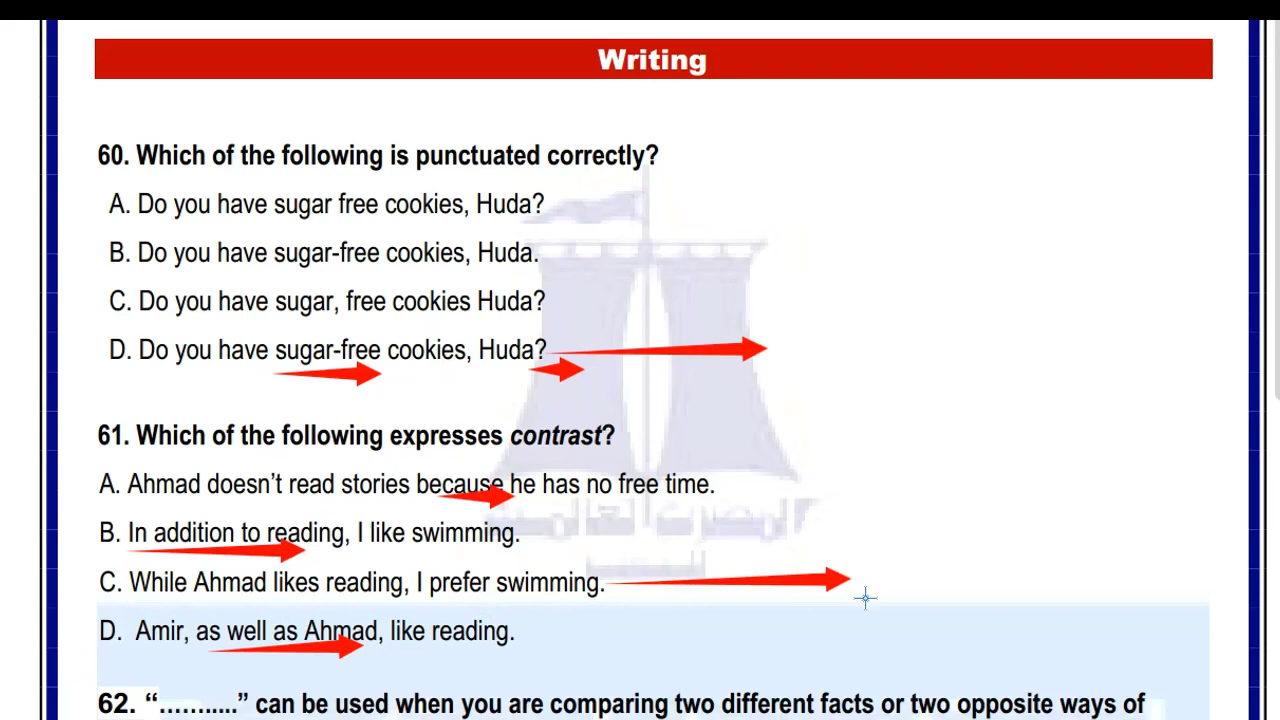 Writing
60. Which of the following is punctuated correctly?
A. Do you have sugar free cookies, Huda?
B. Do you have sugar-free cookies, Huda.
C. Do you have sugar, free cookies Huda?
D. Do you have sugar-free cookies, Huda?
61. Which of the following expresses contrast?
A. Ahmad doesn’t read stories because he has no free time.
B. In addition to reading, I like swimming.
C. While Ahmad likes reading, I prefer swimming.
D. Amir, as well as Ahmad, like reading.
62. “…….....” can be used when you are comparing two different facts or two opposite ways of